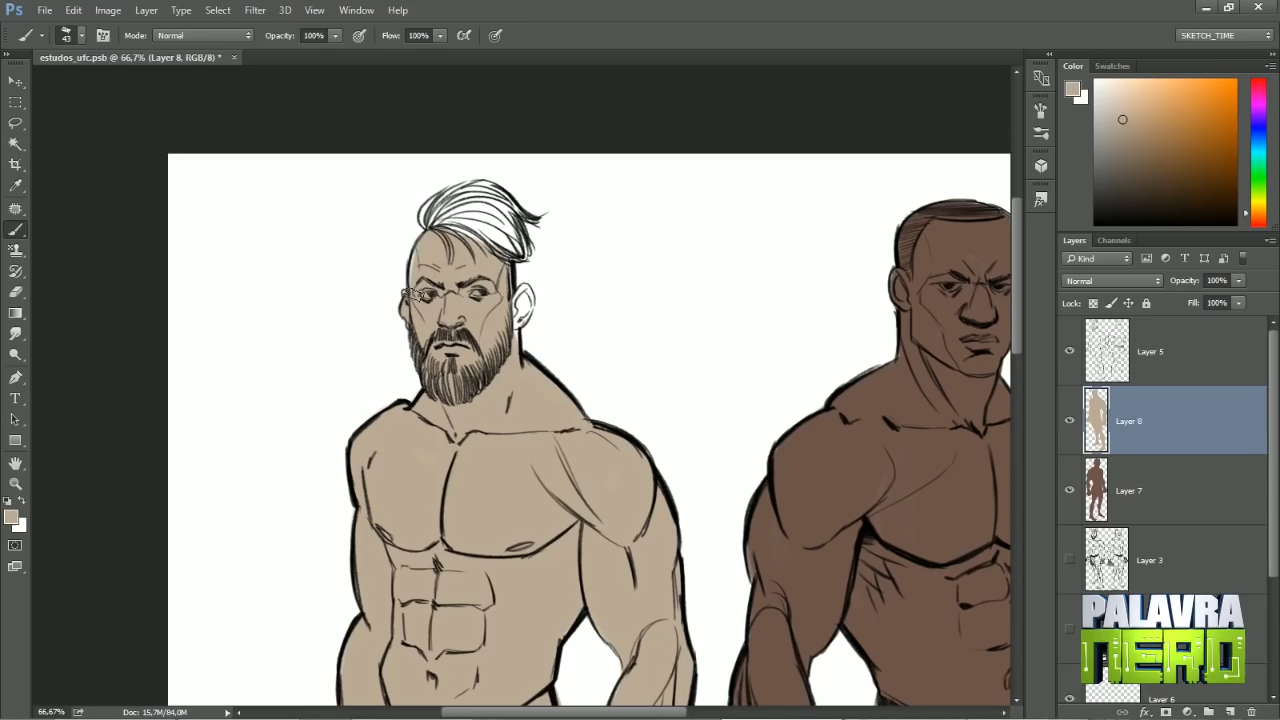 Ps File Edit Image Layer Type Select Filter 3D View Window Help
43 Mode: Normal Opacity: 100% Flow: 100% SKETCH_TIME
estudos_ufc.psb @ 66,7% (Layer 8, RGB/8) * ×
Color Swatches
Layers Channels
Kind
Normal Opacity: 100%
Lock: Fill: 100%
Layer 5
Layer 8
Layer 7
Layer 3
PALAVRA
NERD
Layer 6
66,67% Doc: 15,7M/84,0M